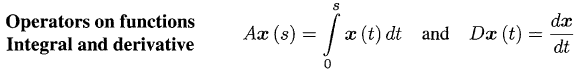 Operators on functions
Integral and derivative
Ax (s) = ∫₀ˢ x (t) dt and Dx (t) = dx/dt